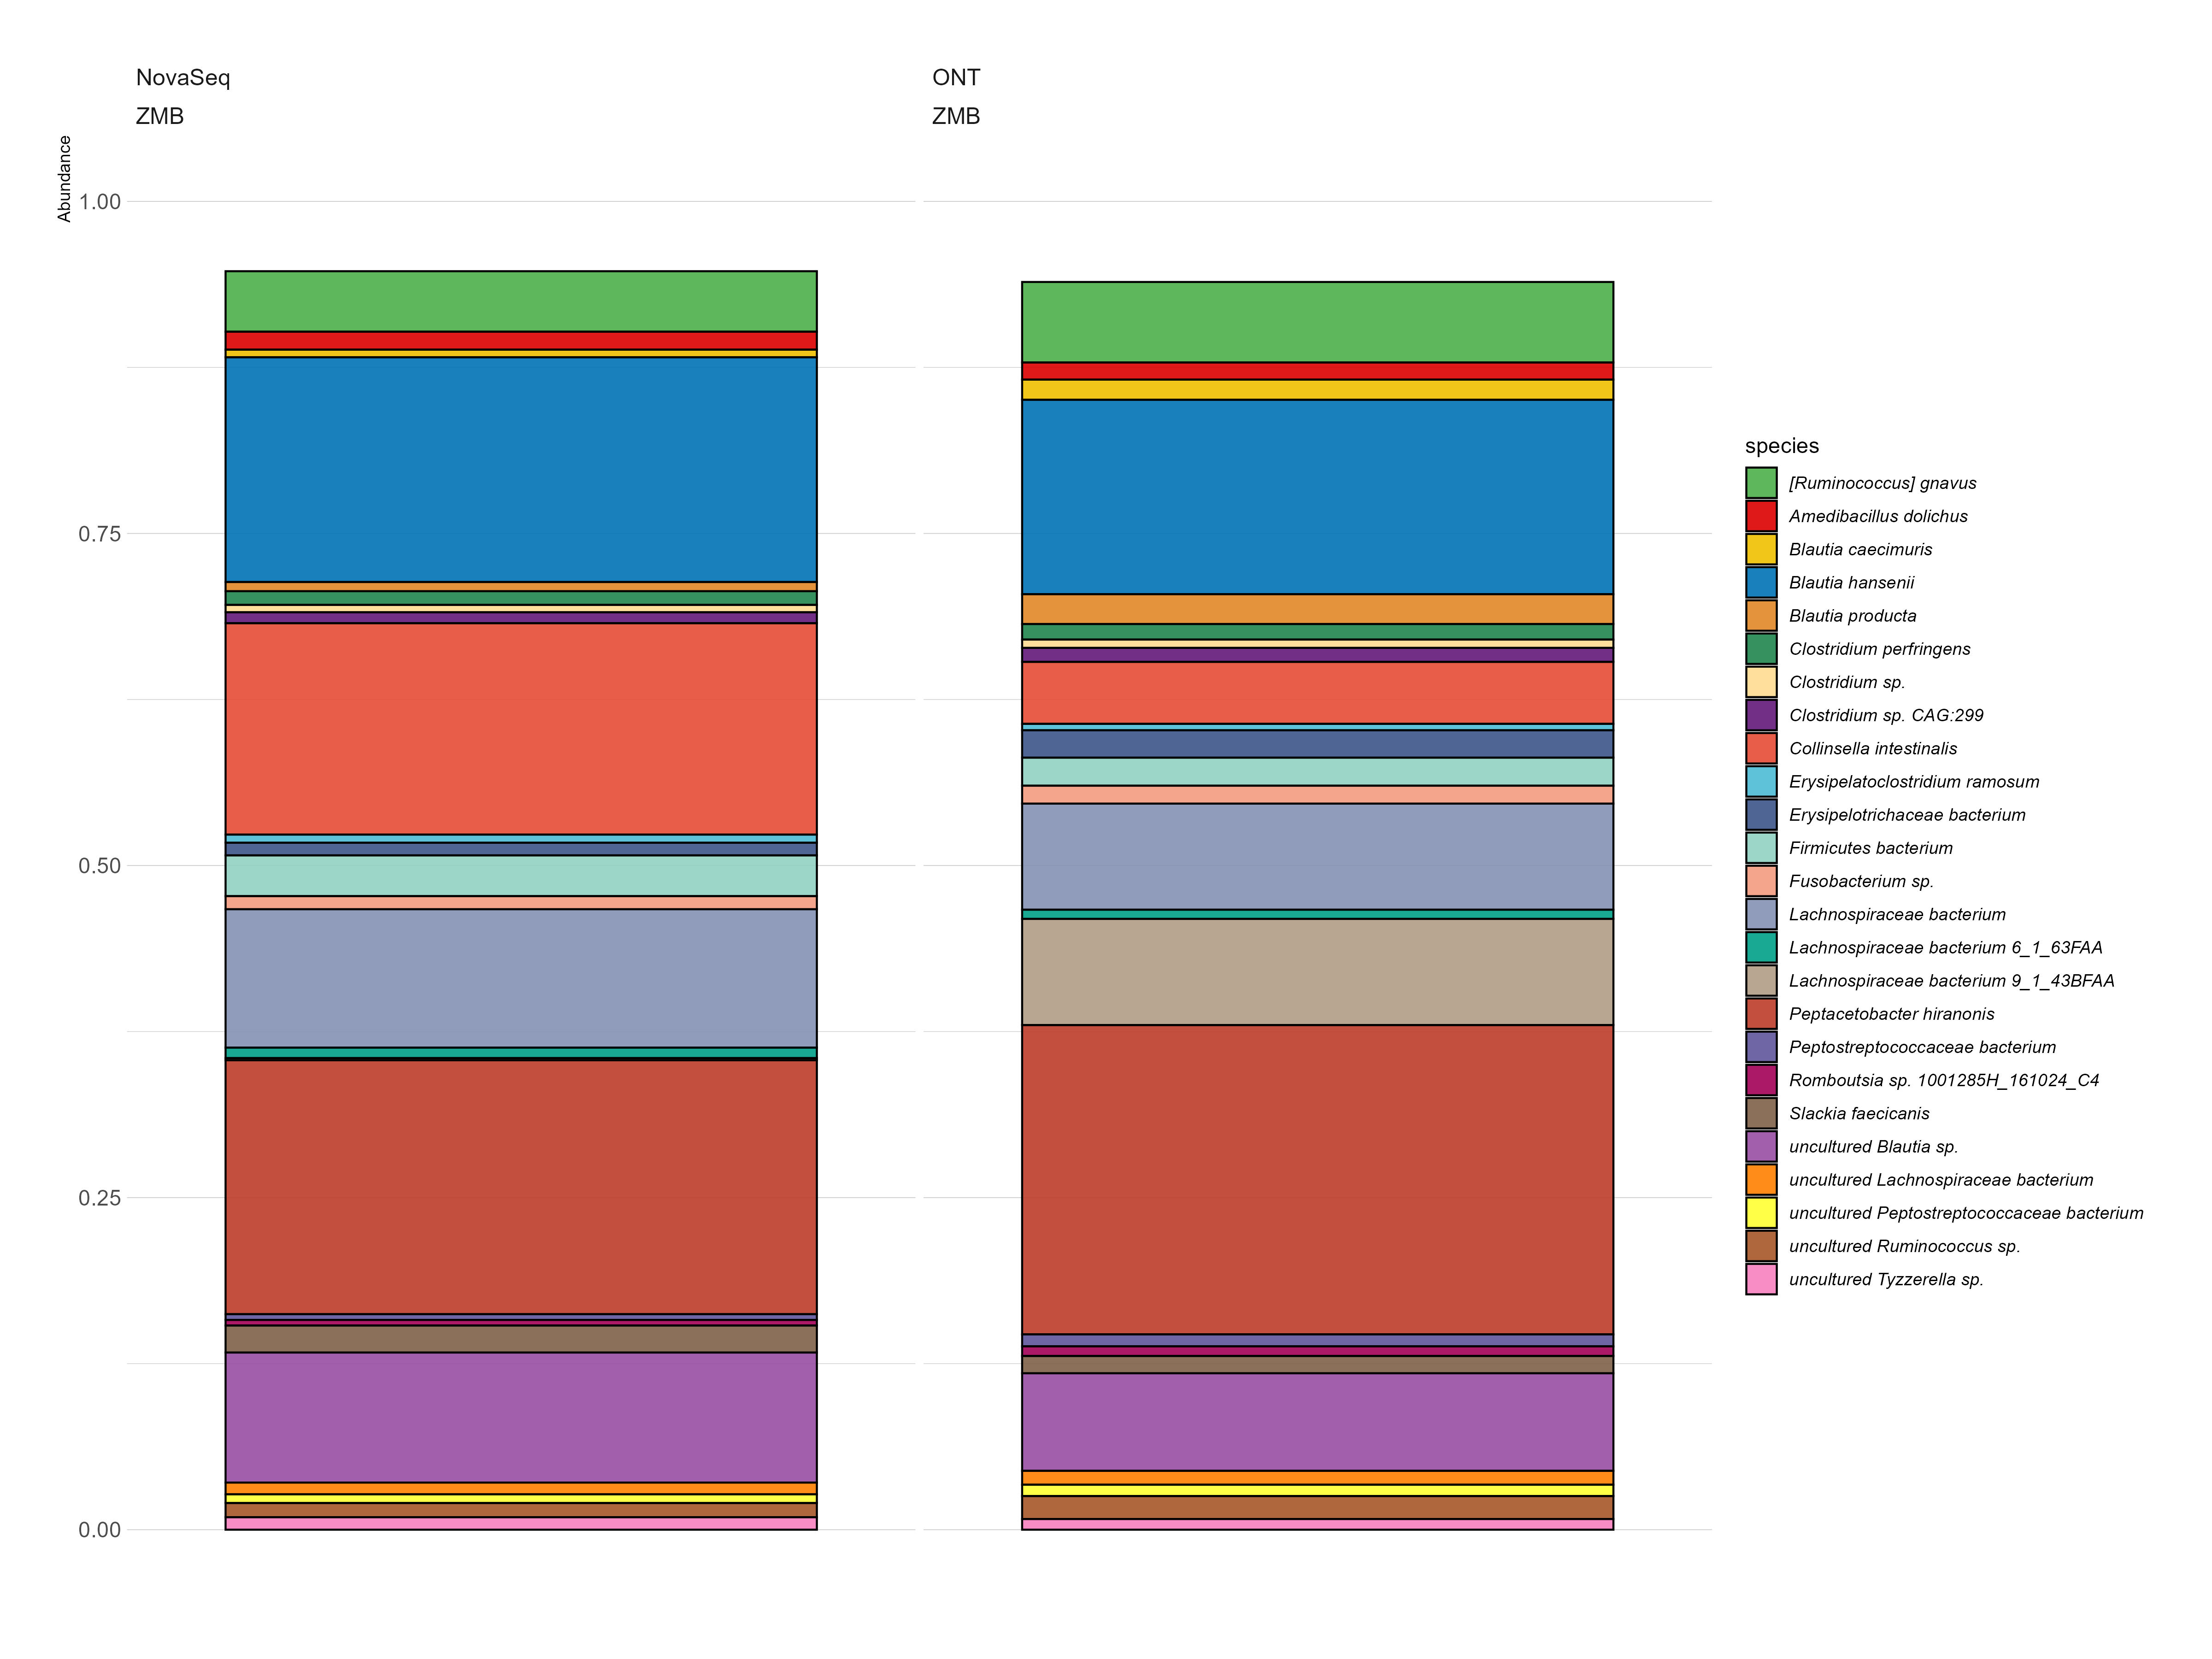 NovaSeq
ZMB
ONT
ZMB
Abundance
1.00
0.75
0.50
0.25
0.00
species
[Ruminococcus] gnavus
Amedibacillus dolichus
Blautia caecimuris
Blautia hansenii
Blautia producta
Clostridium perfringens
Clostridium sp.
Clostridium sp. CAG:299
Collinsella intestinalis
Erysipelatoclostridium ramosum
Erysipelotrichaceae bacterium
Firmicutes bacterium
Fusobacterium sp.
Lachnospiraceae bacterium
Lachnospiraceae bacterium 6_1_63FAA
Lachnospiraceae bacterium 9_1_43BFAA
Peptacetobacter hiranonis
Peptostreptococcaceae bacterium
Romboutsia sp. 1001285H_161024_C4
Slackia faecicanis
uncultured Blautia sp.
uncultured Lachnospiraceae bacterium
uncultured Peptostreptococcaceae bacterium
uncultured Ruminococcus sp.
uncultured Tyzzerella sp.